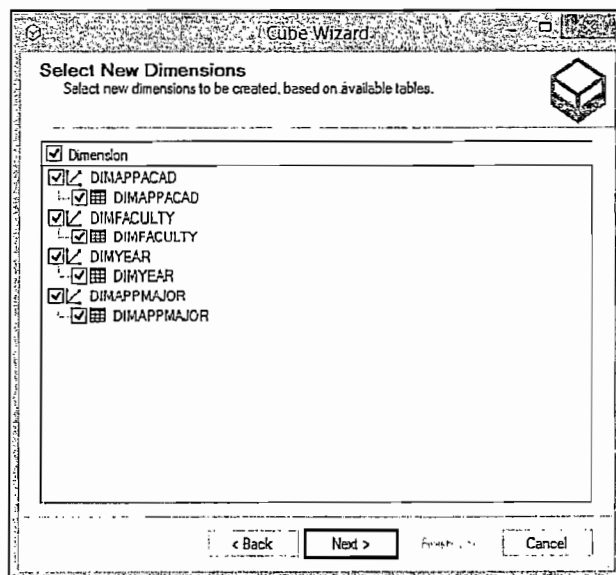 Cube Wizard
Select New Dimensions
Select new dimensions to be created, based on available tables.
Dimension
DIMAPPACAD
DIMAPPACAD
DIMFACULTY
DIMFACULTY
DIMYEAR
DIMYEAR
DIMAPPMAJOR
DIMAPPMAJOR
< Back Next > Cancel